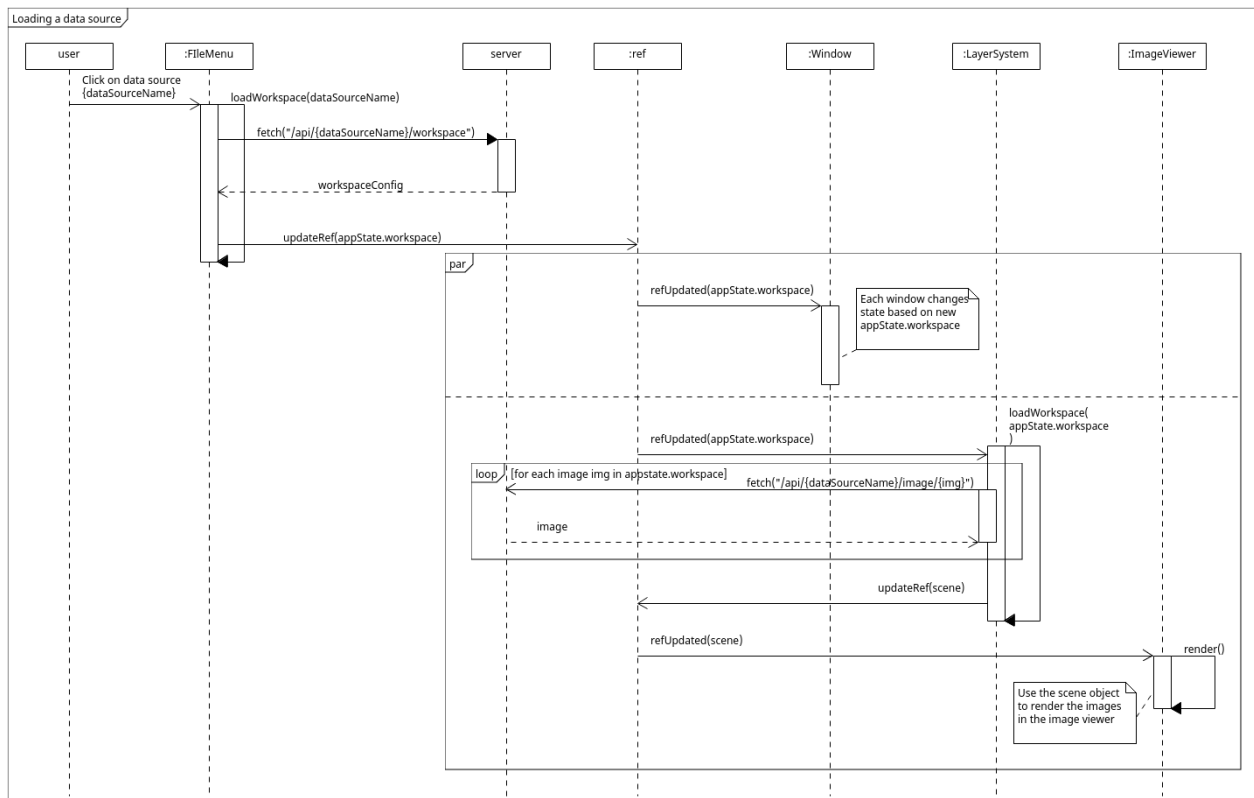 Loading a data source
user
:FIleMenu
server
:ref
:Window
:LayerSystem
:ImageViewer
Click on data source
{dataSourceName}
loadWorkspace(dataSourceName)
fetch("/api/{dataSourceName}/workspace")
workspaceConfig
updateRef(appState.workspace)
par
refUpdated(appState.workspace)
Each window changes
state based on new
appState.workspace
loadWorkspace(
appState.workspace
)
refUpdated(appState.workspace)
loop
[for each image img in appstate.workspace]
fetch("/api/{dataSourceName}/image/{img}")
image
updateRef(scene)
refUpdated(scene)
render()
Use the scene object
to render the images
in the image viewer